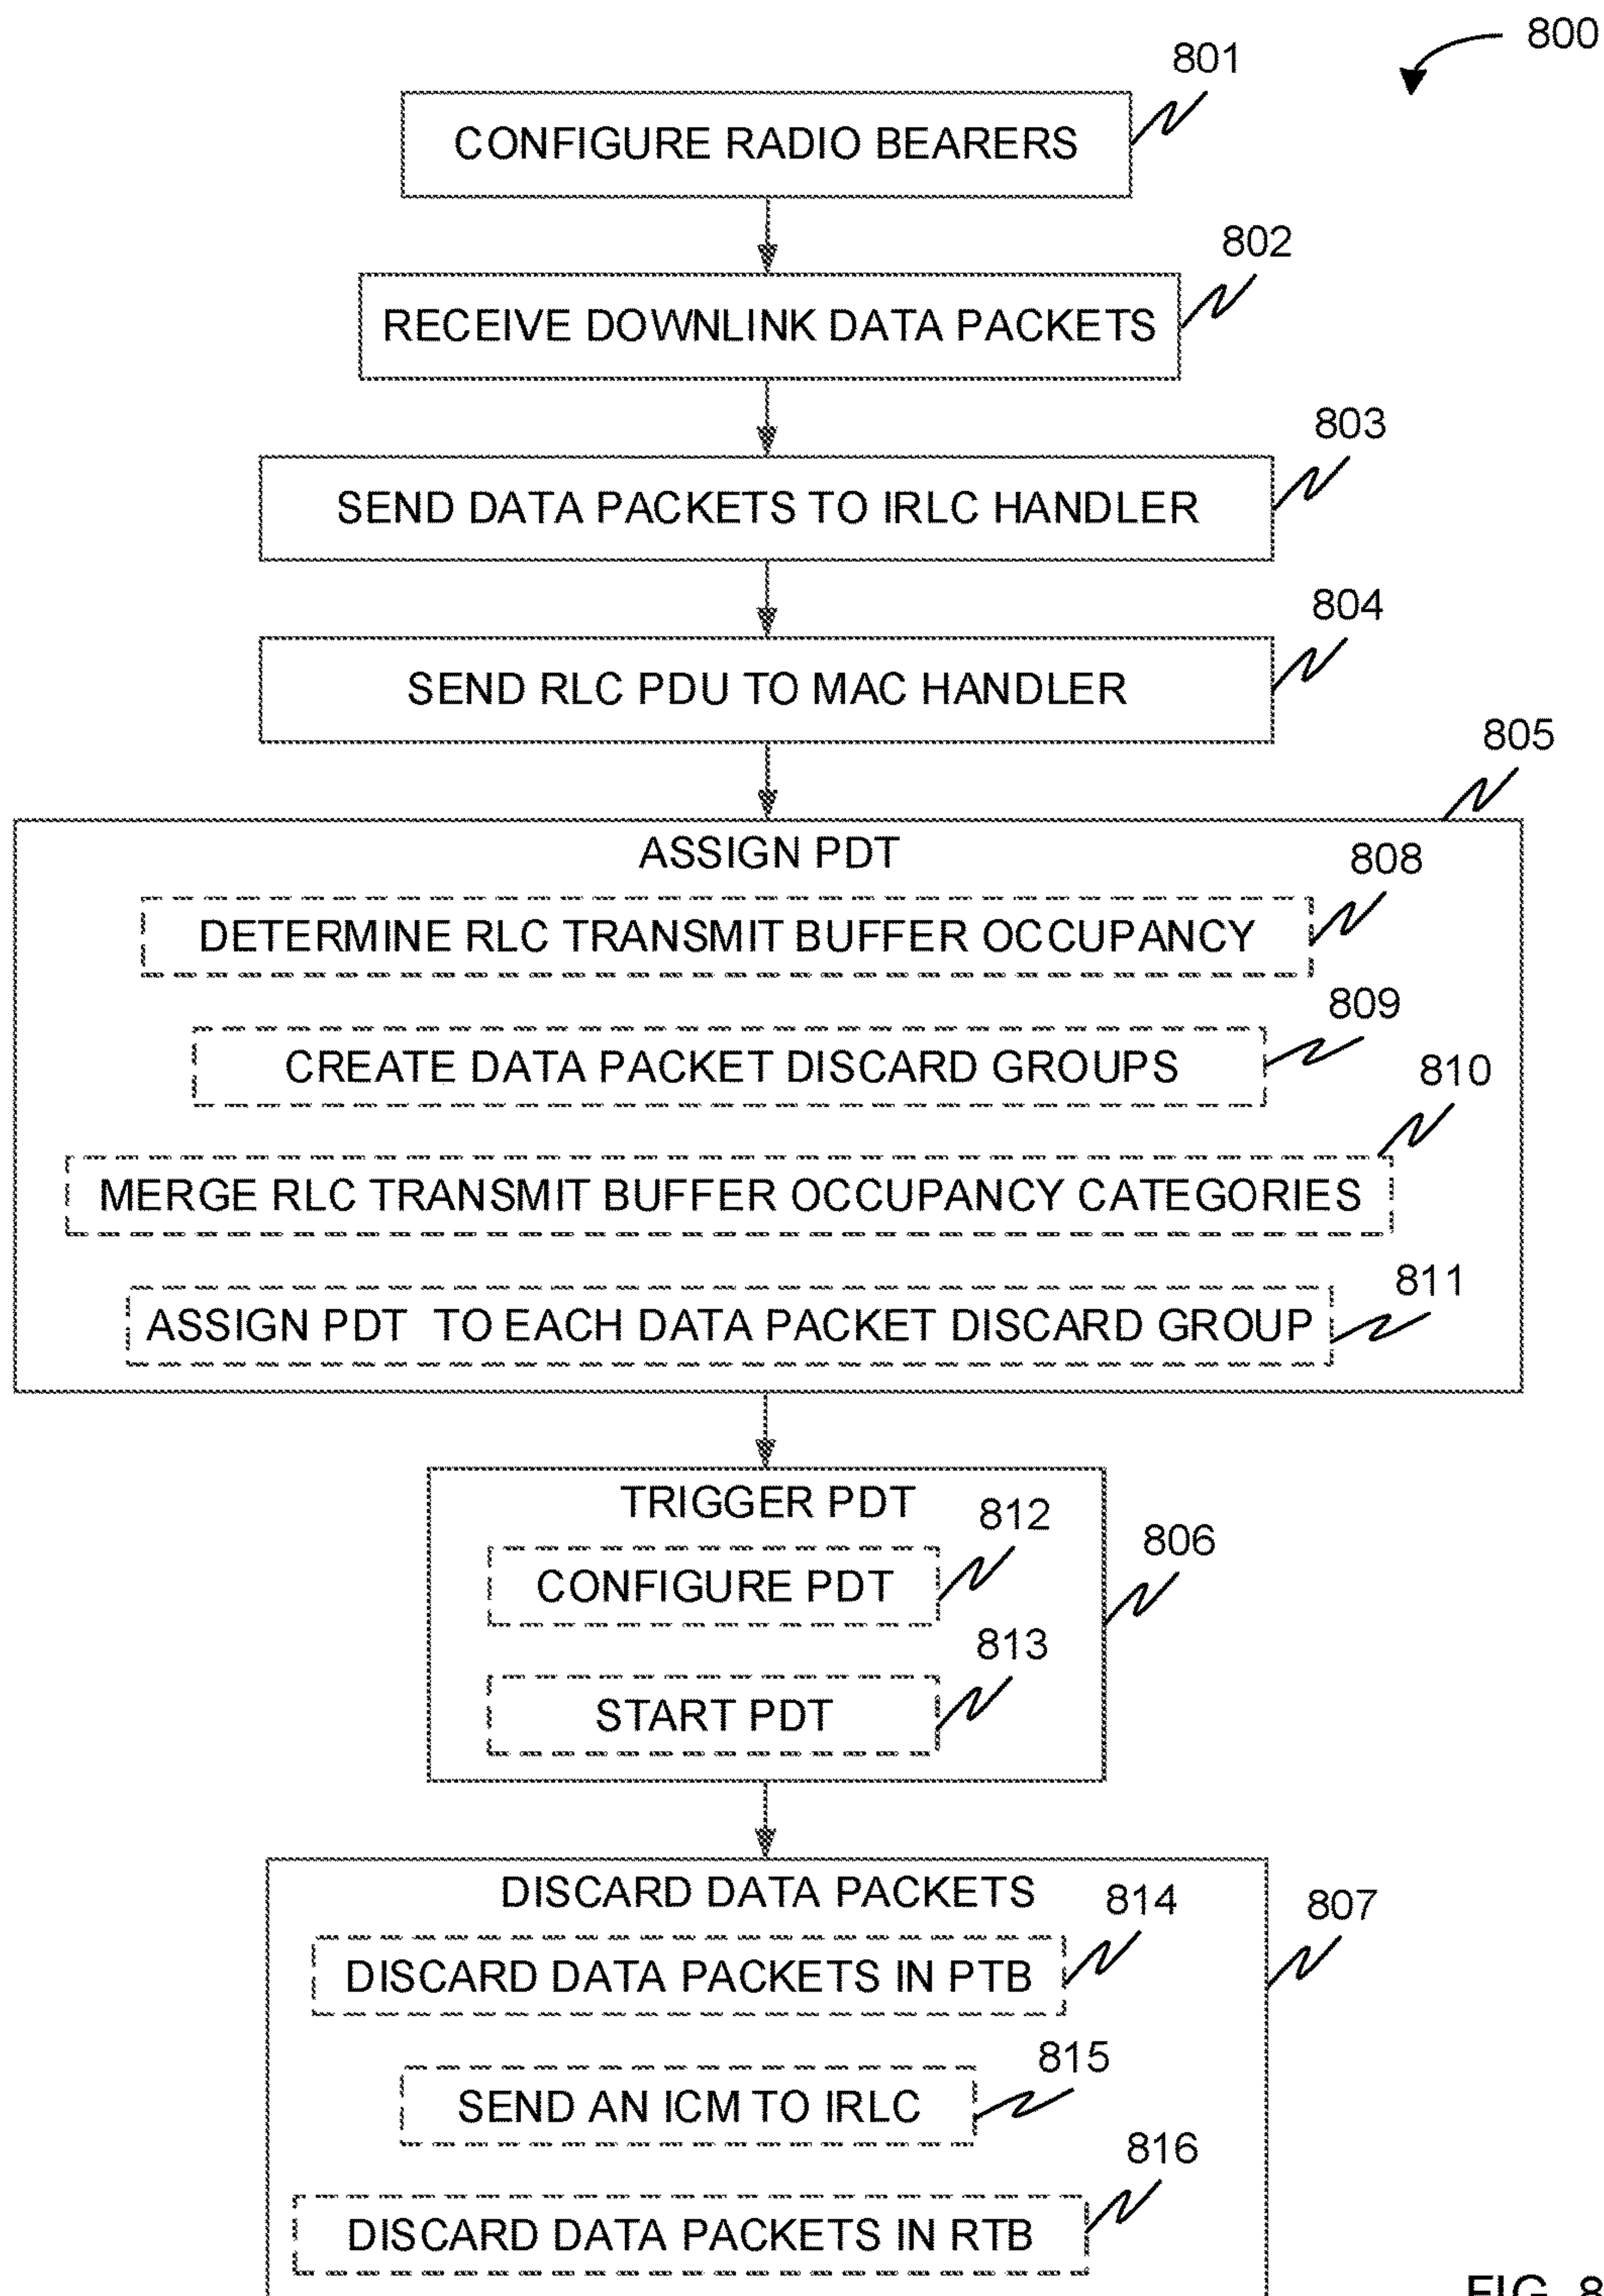 800
801
CONFIGURE RADIO BEARERS
802
RECEIVE DOWNLINK DATA PACKETS
803
SEND DATA PACKETS TO IRLC HANDLER
804
SEND RLC PDU TO MAC HANDLER
805
ASSIGN PDT
808
DETERMINE RLC TRANSMIT BUFFER OCCUPANCY
809
CREATE DATA PACKET DISCARD GROUPS
810
MERGE RLC TRANSMIT BUFFER OCCUPANCY CATEGORIES
811
ASSIGN PDT TO EACH DATA PACKET DISCARD GROUP
TRIGGER PDT
812
806
CONFIGURE PDT
813
START PDT
DISCARD DATA PACKETS
814
807
DISCARD DATA PACKETS IN PTB
815
SEND AN ICM TO IRLC
816
DISCARD DATA PACKETS IN RTB
FIG. 8